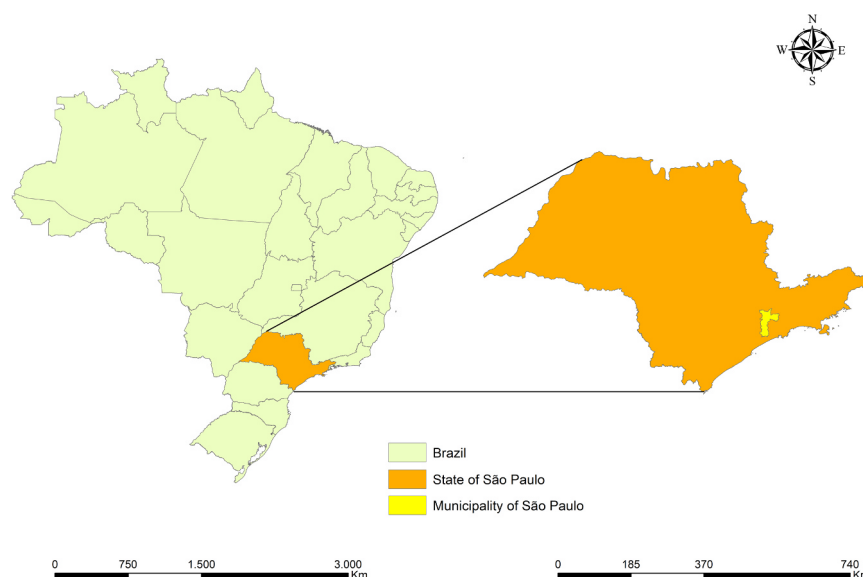 N
W E
S
Brazil
State of São Paulo
Municipality of São Paulo
0 750 1.500 3.000
Km
0 185 370 740
Km